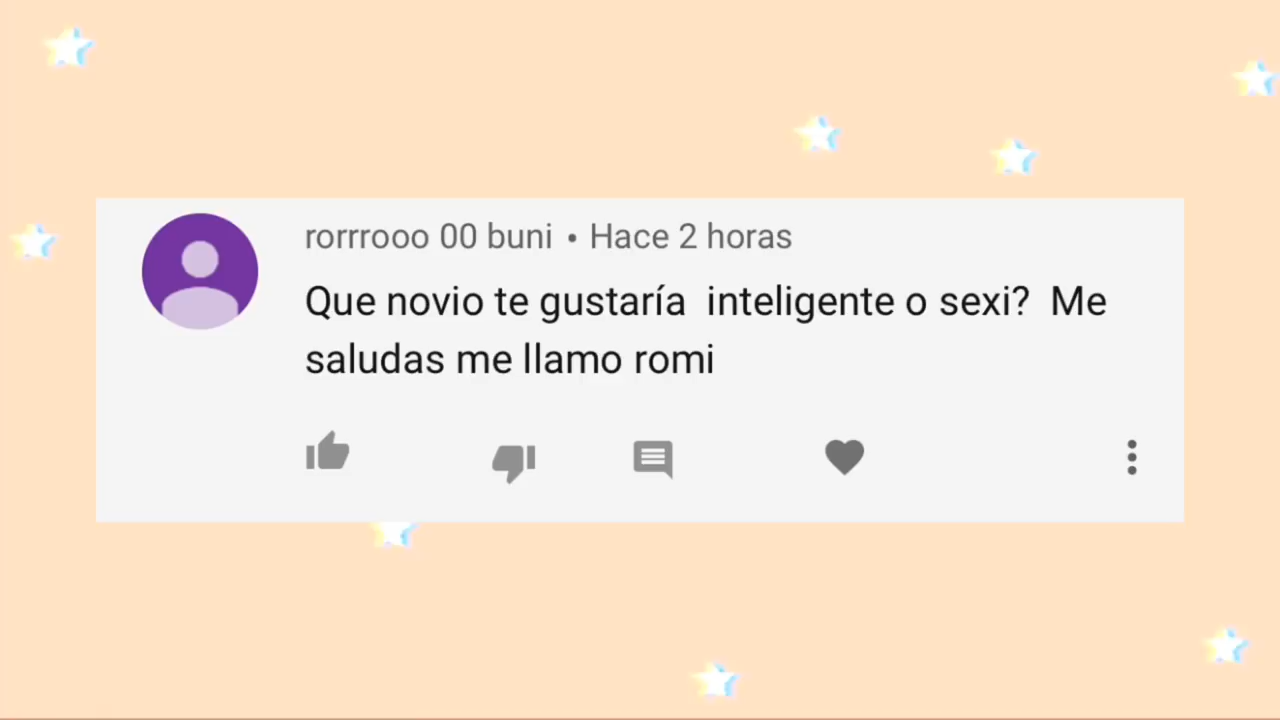 rorrrooo 00 buni • Hace 2 horas
Que novio te gustaría  inteligente o sexi?  Me
saludas me llamo romi